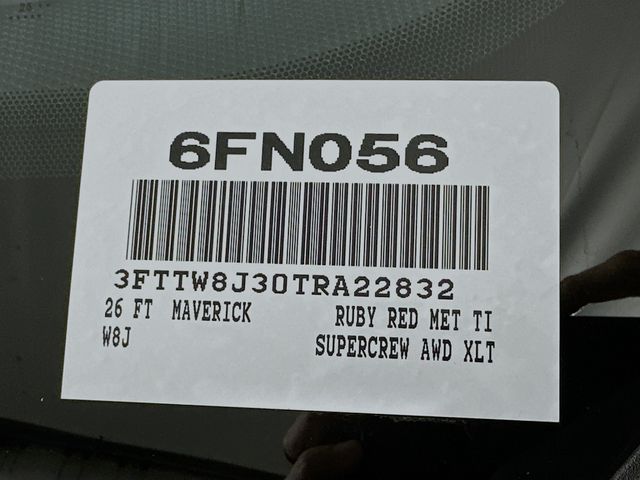 6FN056
3FTTW8J30TRA22832
26 FT MAVERICK RUBY RED MET TI
W8J SUPERCREW AWD XLT